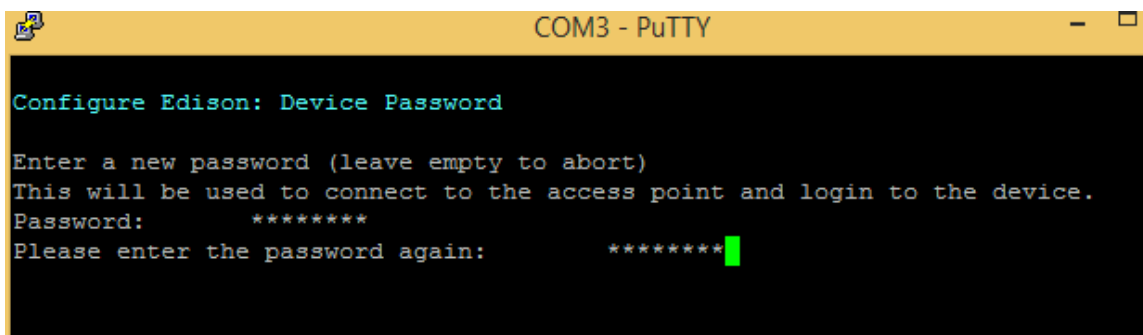 COM3 - PuTTY
Configure Edison: Device Password
Enter a new password (leave empty to abort)
This will be used to connect to the access point and login to the device.
Password: ********
Please enter the password again: ********